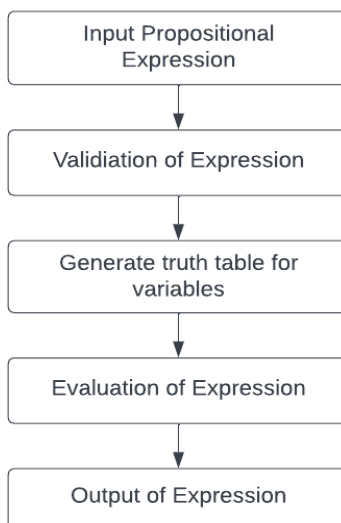 Input Propositional
Expression
Validiation of Expression
Generate truth table for
variables
Evaluation of Expression
Output of Expression